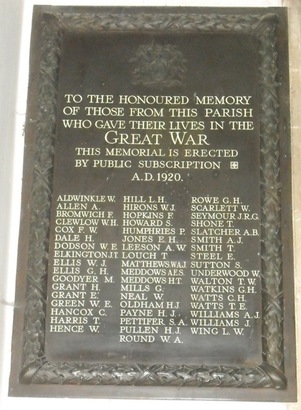 TO THE HONOURED MEMORY
OF THOSE FROM THIS PARISH
WHO GAVE THEIR LIVES IN THE
GREAT WAR
THIS MEMORIAL IS ERECTED
BY PUBLIC SUBSCRIPTION
A.D. 1920.
ALDWINKLE W.
ALLEN A.
BROMWICH F.
CLEWLOW W.H.
COX F. W.
DALE H.
DODSON W. E.
ELKINGTON J.T.
ELLIS W. J.
ELLIS G. H.
GOODYER M.
GRANT H.
GRANT E.
GREEN W. E.
HANCOX C.
HARRIS T.
HENCE W.
HILL L. H.
HIRONS W. J.
HOPKINS F.
HOWARD S.
HUMPHRIES P.
JONES E. H.
LEESON A. W.
LOUCH T.
MATTHEWS W.A.J.
MEDDOWS A.E.S.
MEDDOWS H.T.
MILLS G.
NEAL W.
OLDHAM H.J.
PAYNE H. J.
PETTIFER S. A.
PULLEN H.J.
ROUND W. A.
ROWE G. H.
SCARLETT W.
SEYMOUR J.R.G.
SHONE T.
SLATCHER A.B.
SMITH A. J.
SMITH T.
STEEL E.
SUTTON S.
UNDERWOOD W.
WALTON T. W.
WATKINS G.H.
WATTS C. H.
WATTS T. E.
WILLIAMS A. J.
WILLIAMS J.
WING L. W.